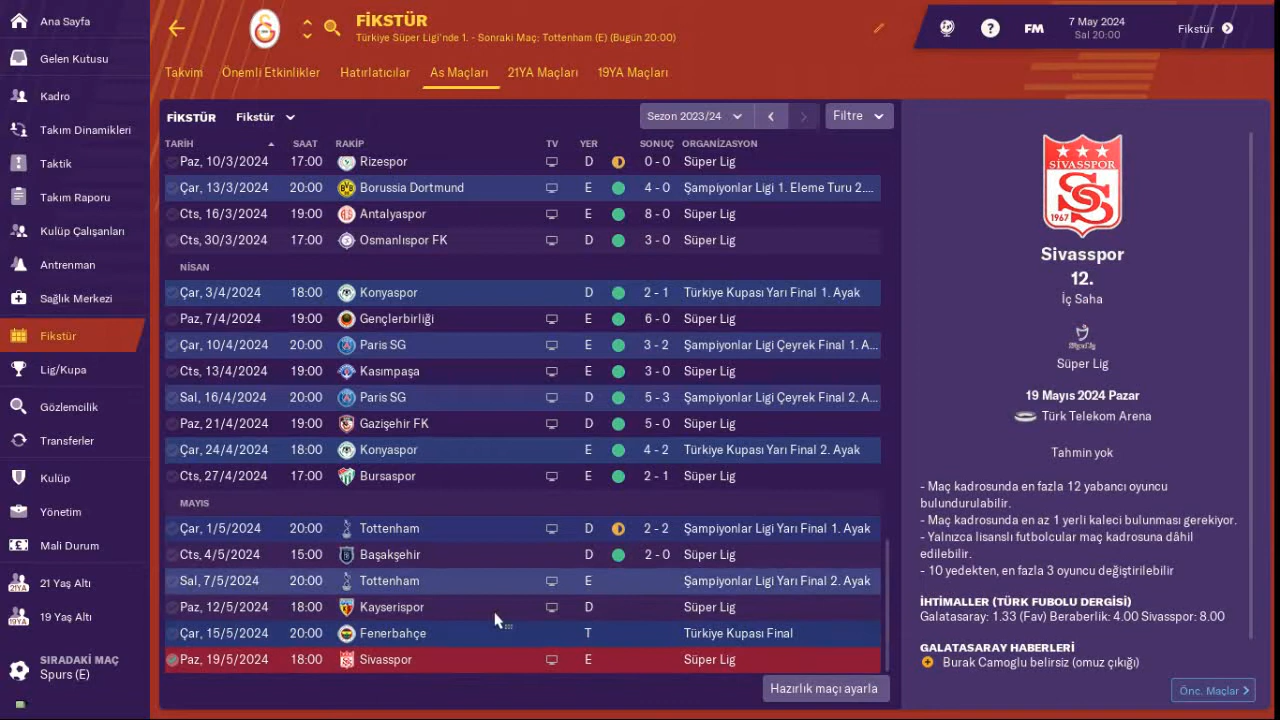 Ana Sayfa
Gelen Kutusu
Kadro
Takım Dinamikleri
Taktik
Takım Raporu
Kulüp Çalışanları
Antrenman
Sağlık Merkezi
Fikstür
Lig/Kupa
Gözlemcilik
Transferler
Kulüp
Yönetim
Mali Durum
21YA
21 Yaş Altı
19YA
19 Yaş Altı
SIRADAKİ MAÇ
Spurs (E)
FİKSTÜR
Türkiye Süper Ligi'nde 1. - Sonraki Maç: Tottenham (E) (Bugün 20:00)
? FM 7 May 2024
Sal 20:00
Fikstür
Takvim Önemli Etkinlikler Hatırlatıcılar As Maçları 21YA Maçları 19YA Maçları
FİKSTÜR Fikstür Sezon 2023/24 Filtre
TARİH SAAT RAKİP TV YER SONUÇ ORGANİZASYON
Paz, 10/3/2024 17:00 Rizespor D 0 - 0 Süper Lig
Çar, 13/3/2024 20:00 Borussia Dortmund E 4 - 0 Şampiyonlar Ligi 1. Eleme Turu 2....
Cts, 16/3/2024 19:00 Antalyaspor E 8 - 0 Süper Lig
Cts, 30/3/2024 17:00 Osmanlıspor FK D 3 - 0 Süper Lig
NİSAN
Çar, 3/4/2024 18:00 Konyaspor D 2 - 1 Türkiye Kupası Yarı Final 1. Ayak
Paz, 7/4/2024 19:00 Gençlerbirliği E 6 - 0 Süper Lig
Çar, 10/4/2024 20:00 Paris SG E 3 - 2 Şampiyonlar Ligi Çeyrek Final 1. A...
Cts, 13/4/2024 19:00 Kasımpaşa E 3 - 0 Süper Lig
Sal, 16/4/2024 20:00 Paris SG D 5 - 3 Şampiyonlar Ligi Çeyrek Final 2. A...
Paz, 21/4/2024 19:00 Gazişehir FK D 5 - 0 Süper Lig
Çar, 24/4/2024 18:00 Konyaspor E 4 - 2 Türkiye Kupası Yarı Final 2. Ayak
Cts, 27/4/2024 17:00 Bursaspor E 2 - 1 Süper Lig
MAYIS
Çar, 1/5/2024 20:00 Tottenham D 2 - 2 Şampiyonlar Ligi Yarı Final 1. Ayak
Cts, 4/5/2024 15:00 Başakşehir D 2 - 0 Süper Lig
Sal, 7/5/2024 20:00 Tottenham E Şampiyonlar Ligi Yarı Final 2. Ayak
Paz, 12/5/2024 18:00 Kayserispor D Süper Lig
Çar, 15/5/2024 20:00 Fenerbahçe T Türkiye Kupası Final
Paz, 19/5/2024 18:00 Sivasspor E Süper Lig
Hazırlık maçı ayarla
SİVASSPOR
1967
Sivasspor
12.
İç Saha
Süper Lig
19 Mayıs 2024 Pazar
Türk Telekom Arena
Tahmin yok
- Maç kadrosunda en fazla 12 yabancı oyuncu
bulundurulabilir.
- Maç kadrosunda en az 1 yerli kaleci bulunması gerekiyor.
- Yalnızca lisanslı futbolcular maç kadrosuna dâhil
edilebilir.
- 10 yedekten, en fazla 3 oyuncu değiştirilebilir
İHTİMALLER (TÜRK FUBOLU DERGİSİ)
Galatasaray: 1.33 (Fav) Beraberlik: 4.00 Sivasspor: 8.00
GALATASARAY HABERLERİ
Burak Camoglu belirsiz (omuz çıkığı)
Önc. Maçlar